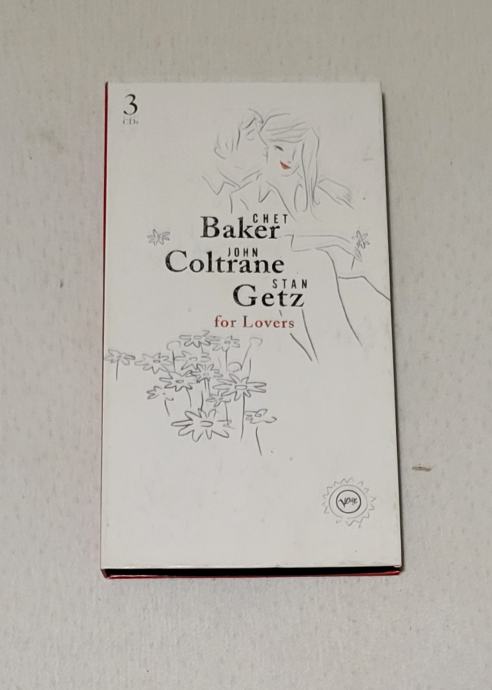 3
CDs
CHET
Baker
JOHN
Coltrane
STAN
Getz
for Lovers
Verve